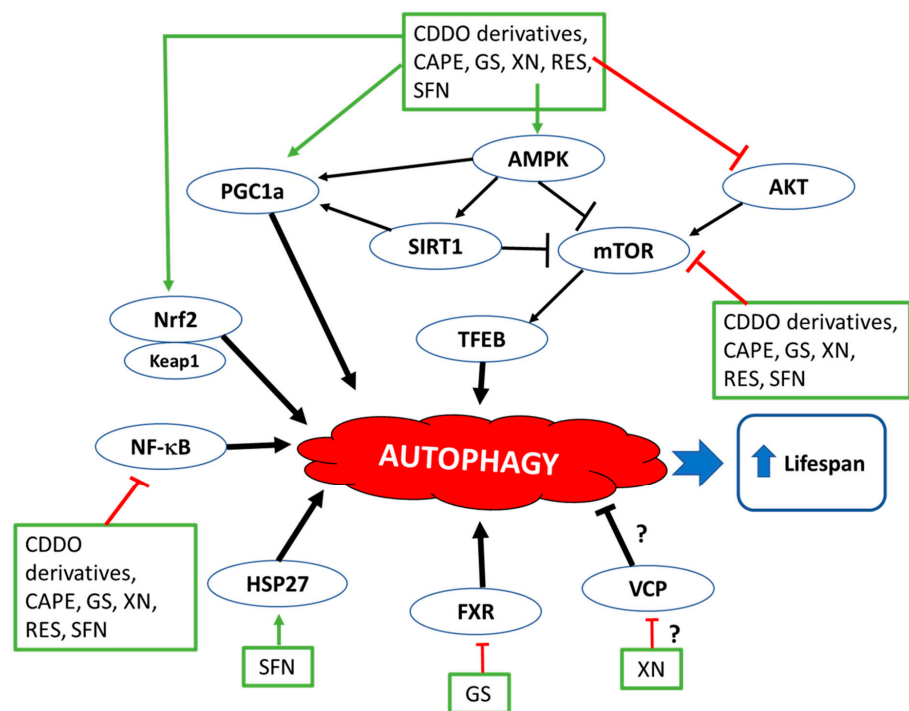 CDDO derivatives,
CAPE, GS, XN, RES,
SFN
AMPK
PGC1a
AKT
SIRT1
mTOR
Nrf2
Keap1
TFEB
CDDO derivatives,
CAPE, GS, XN,
RES, SFN
NF-κB
AUTOPHAGY
Lifespan
CDDO
derivatives,
CAPE, GS, XN,
RES, SFN
?
HSP27
FXR
VCP
?
SFN
GS
XN